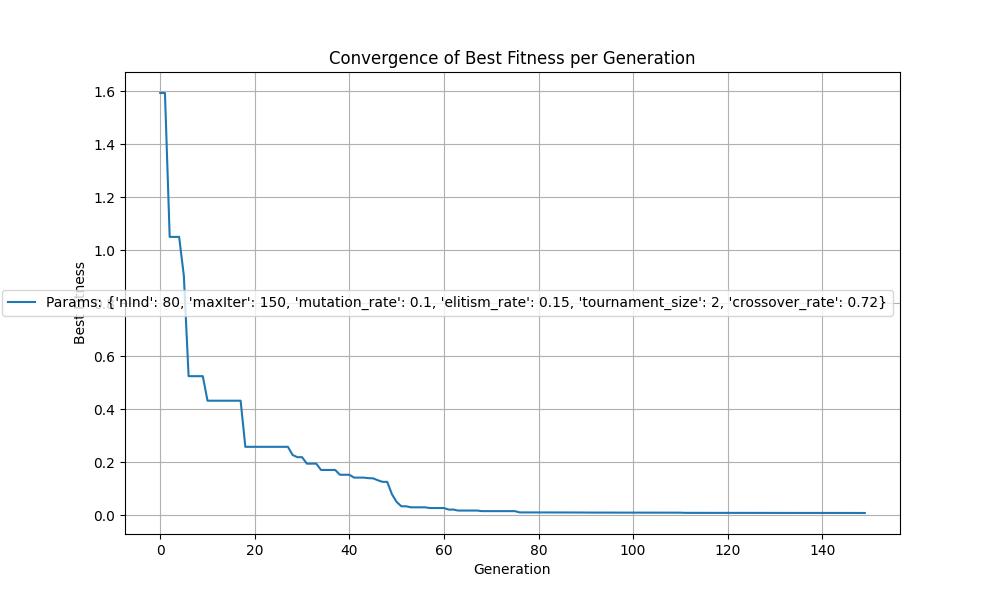 Convergence of Best Fitness per Generation
1.6
1.4
1.2
1.0
Params: {'nInd': 80, 'maxIter': 150, 'mutation_rate': 0.1, 'elitism_rate': 0.15, 'tournament_size': 2, 'crossover_rate': 0.72}
0.6
0.4
0.2
0.0
Best Fitness
0 20 40 60 80 100 120 140
Generation